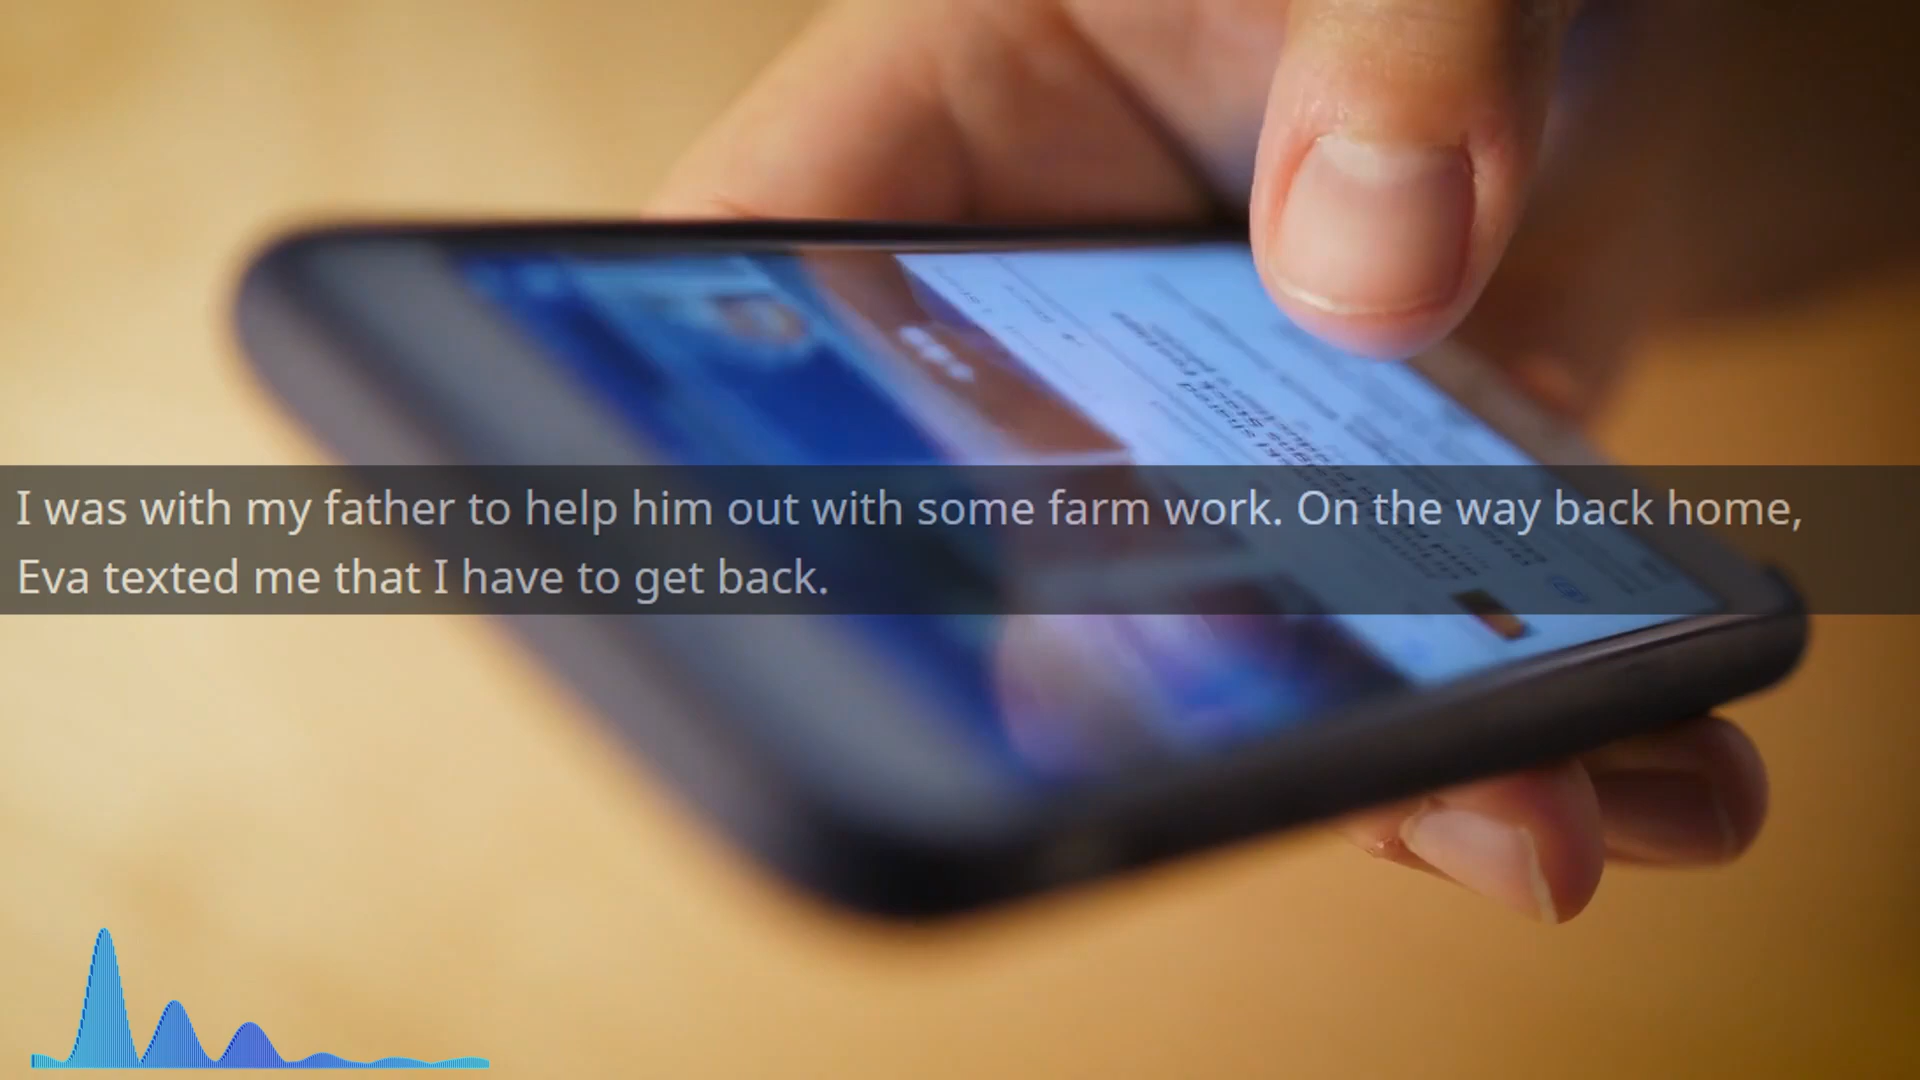 I was with my father to help him out with some farm work. On the way back home,
Eva texted me that I have to get back.